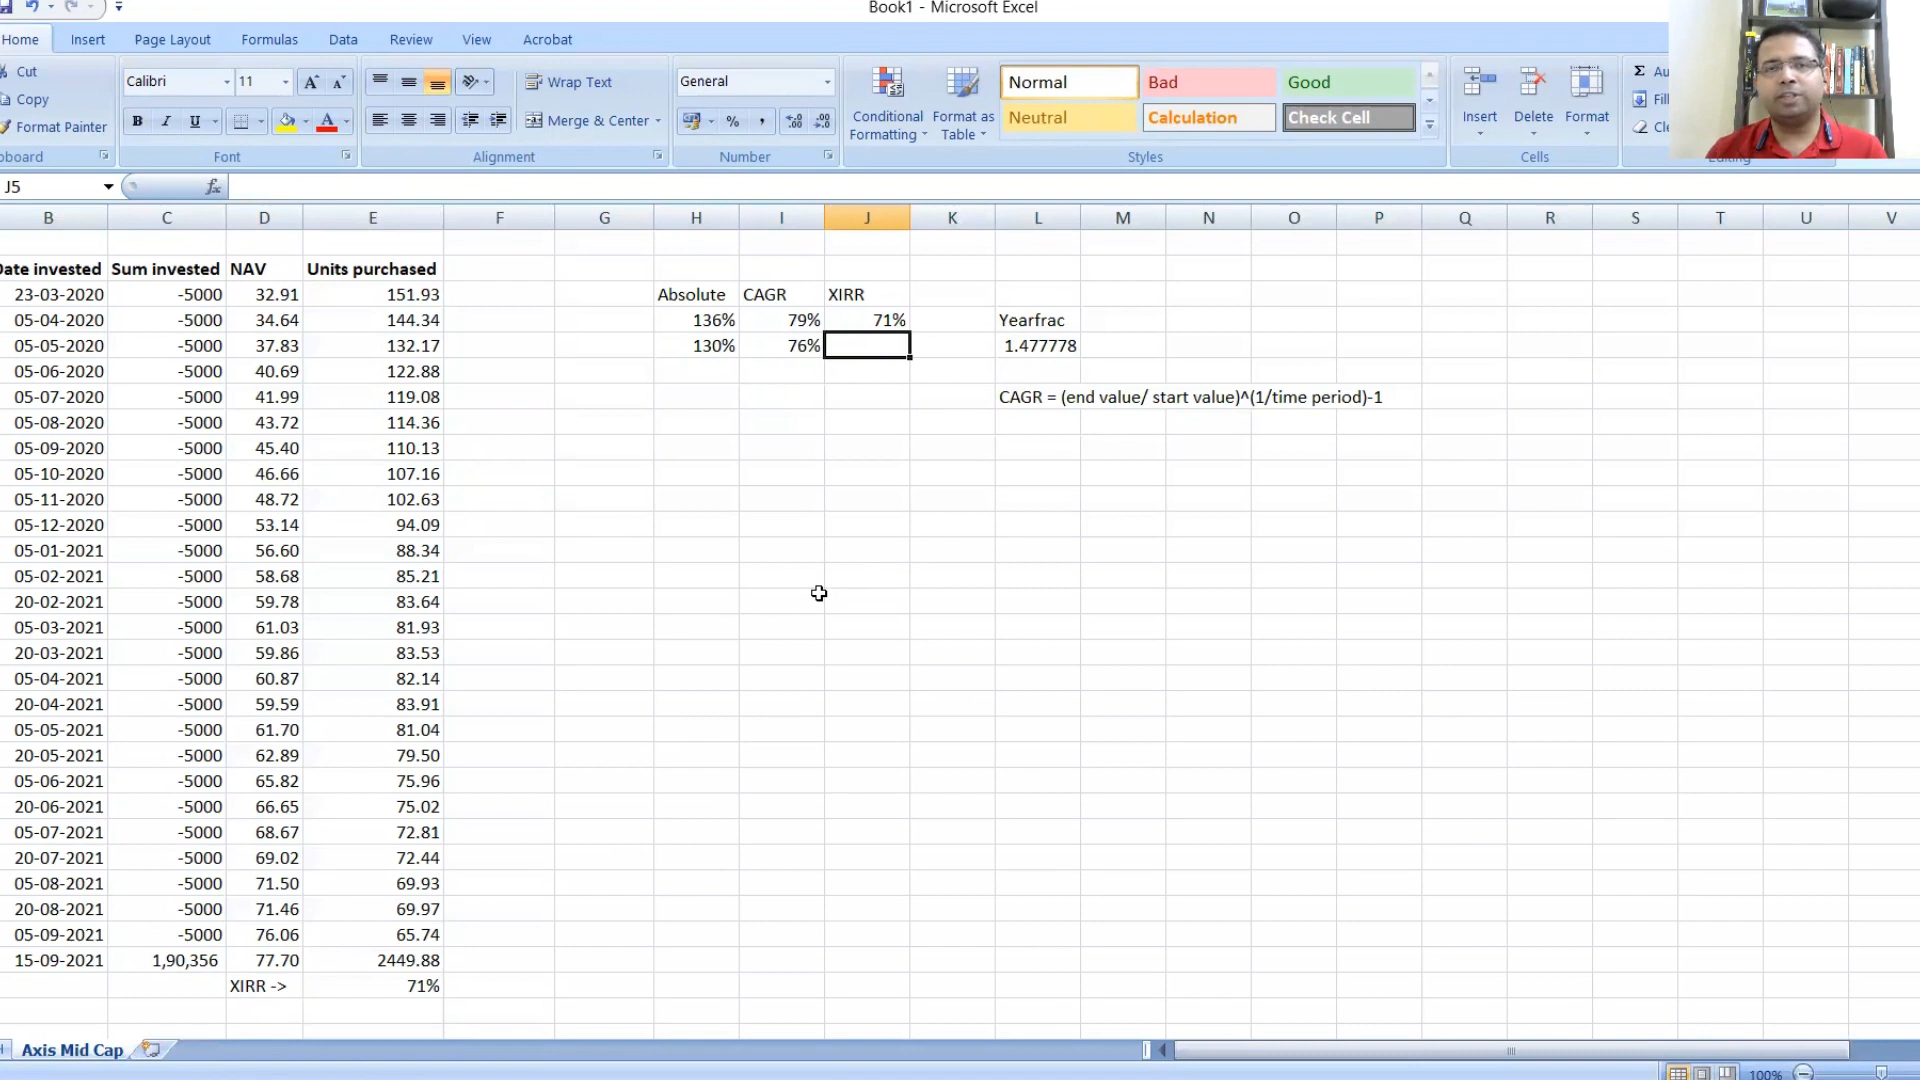 Book1 - Microsoft Excel
Home Insert Page Layout Formulas Data Review View Acrobat
Cut
Copy
Format Painter
Calibri 11
Wrap Text
Merge & Center
General
Conditional Formatting
Format as Table
Normal Bad Good
Neutral Calculation Check Cell
Insert Delete Format
Font Alignment Number Styles Cells
J5 fx
B C D E F G H I J K L M N O P Q R S T U V
Date invested Sum invested NAV Units purchased
23-03-2020 -5000 32.91 151.93 Absolute CAGR XIRR
05-04-2020 -5000 34.64 144.34 136% 79% 71% Yearfrac
05-05-2020 -5000 37.83 132.17 130% 76% 1.477778
05-06-2020 -5000 40.69 122.88
05-07-2020 -5000 41.99 119.08 CAGR = (end value/ start value)^(1/time period)-1
05-08-2020 -5000 43.72 114.36
05-09-2020 -5000 45.40 110.13
05-10-2020 -5000 46.66 107.16
05-11-2020 -5000 48.72 102.63
05-12-2020 -5000 53.14 94.09
05-01-2021 -5000 56.60 88.34
05-02-2021 -5000 58.68 85.21
20-02-2021 -5000 59.78 83.64
05-03-2021 -5000 61.03 81.93
20-03-2021 -5000 59.86 83.53
05-04-2021 -5000 60.87 82.14
20-04-2021 -5000 59.59 83.91
05-05-2021 -5000 61.70 81.04
20-05-2021 -5000 62.89 79.50
05-06-2021 -5000 65.82 75.96
20-06-2021 -5000 66.65 75.02
05-07-2021 -5000 68.67 72.81
20-07-2021 -5000 69.02 72.44
05-08-2021 -5000 71.50 69.93
20-08-2021 -5000 71.46 69.97
05-09-2021 -5000 76.06 65.74
15-09-2021 1,90,356 77.70 2449.88
XIRR -> 71%
Axis Mid Cap
100%